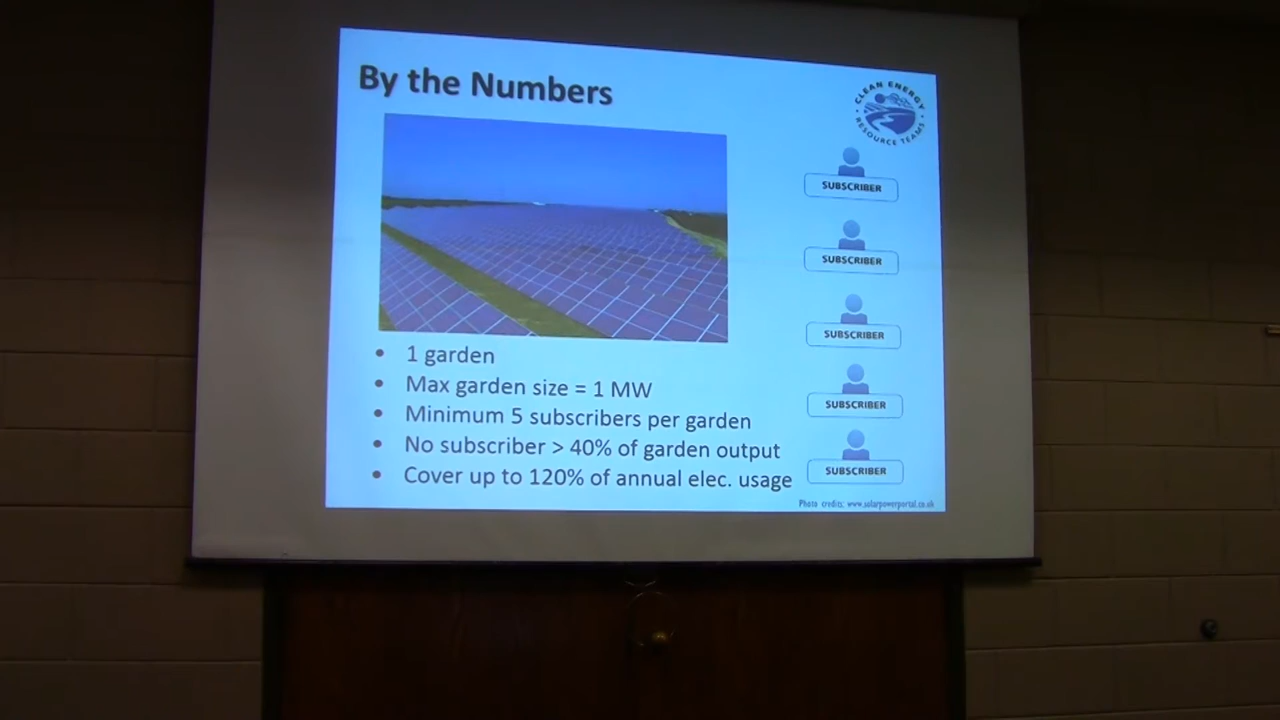 By the Numbers
CLEAN ENERGY
RESOURCE TEAMS
SUBSCRIBER
SUBSCRIBER
SUBSCRIBER
SUBSCRIBER
SUBSCRIBER
• 1 garden
• Max garden size = 1 MW
• Minimum 5 subscribers per garden
• No subscriber > 40% of garden output
• Cover up to 120% of annual elec. usage
Photo credits: www.solarpowerportal.co.uk